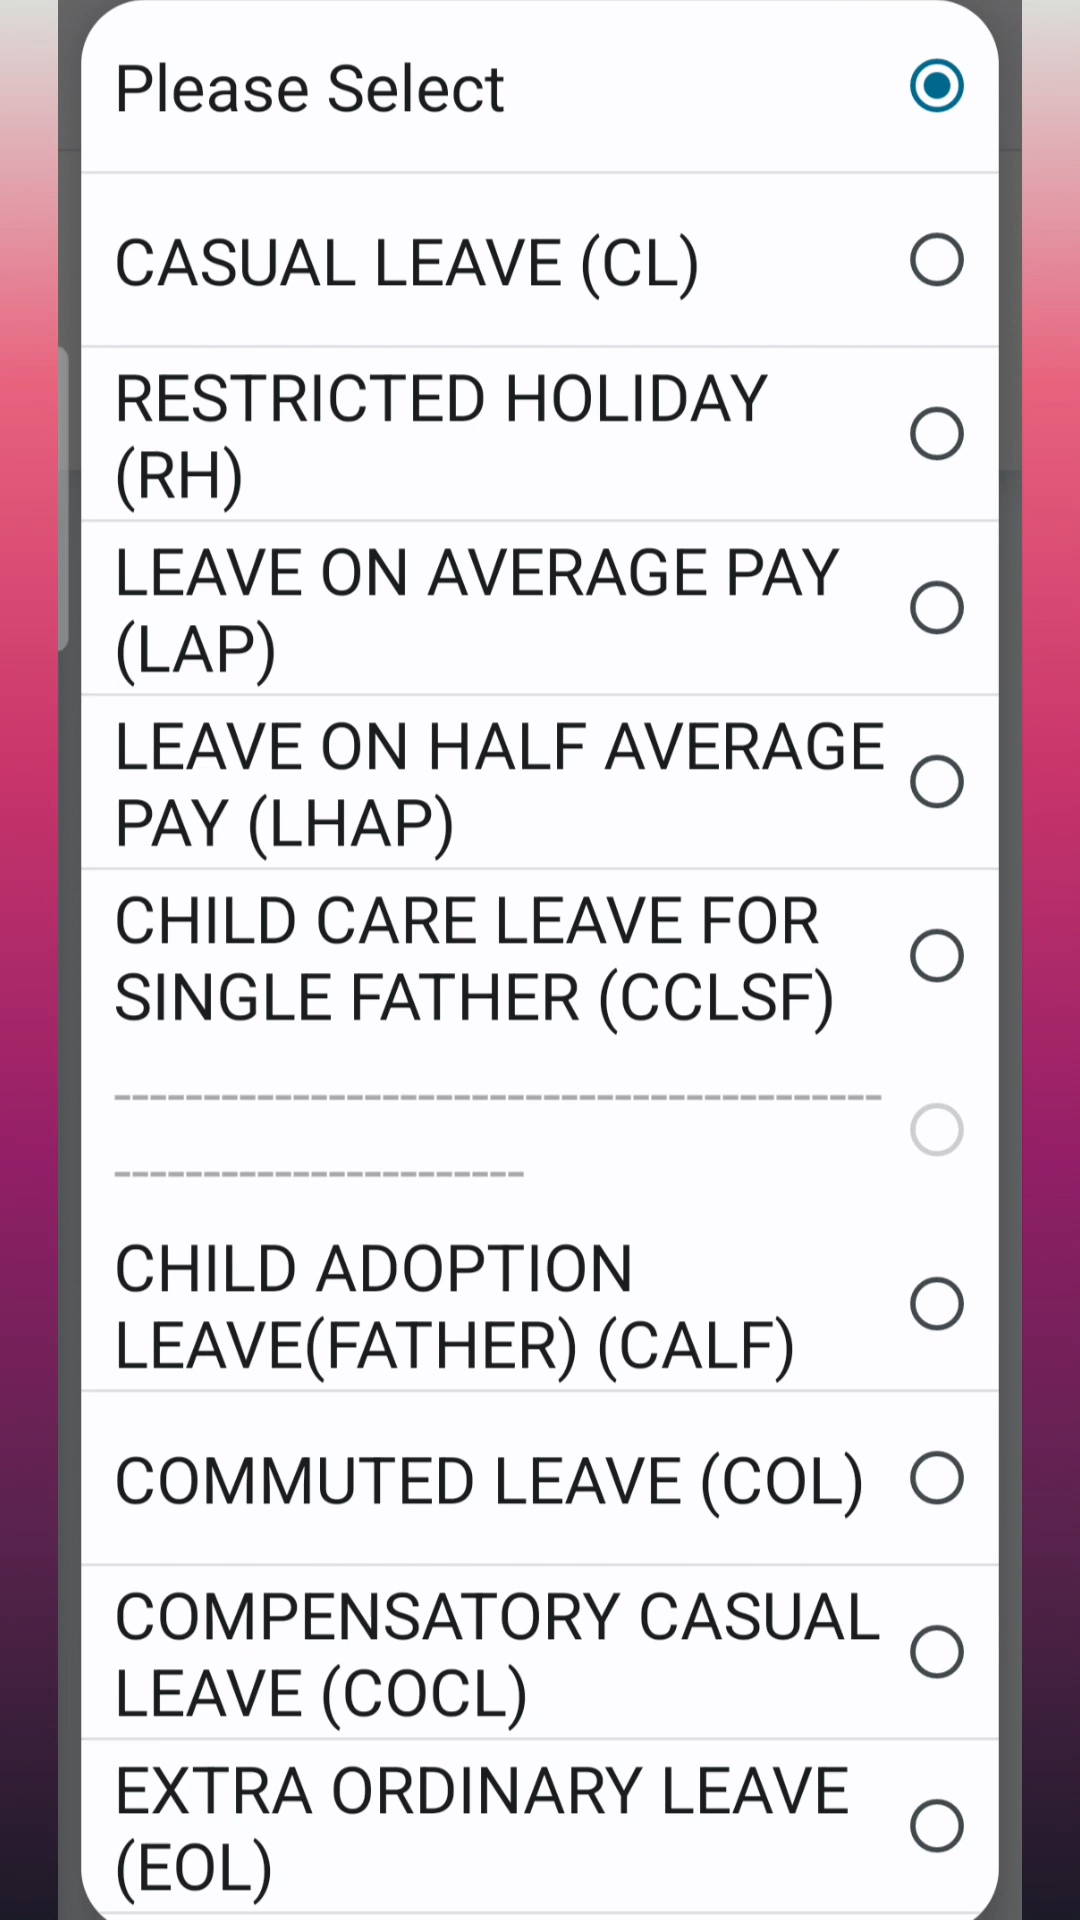 Please Select
CASUAL LEAVE (CL)
RESTRICTED HOLIDAY
(RH)
LEAVE ON AVERAGE PAY
(LAP)
LEAVE ON HALF AVERAGE
PAY (LHAP)
CHILD CARE LEAVE FOR
SINGLE FATHER (CCLSF)
-------------------------------------------
-----------------------
CHILD ADOPTION
LEAVE(FATHER) (CALF)
COMMUTED LEAVE (COL)
COMPENSATORY CASUAL
LEAVE (COCL)
EXTRA ORDINARY LEAVE
(EOL)